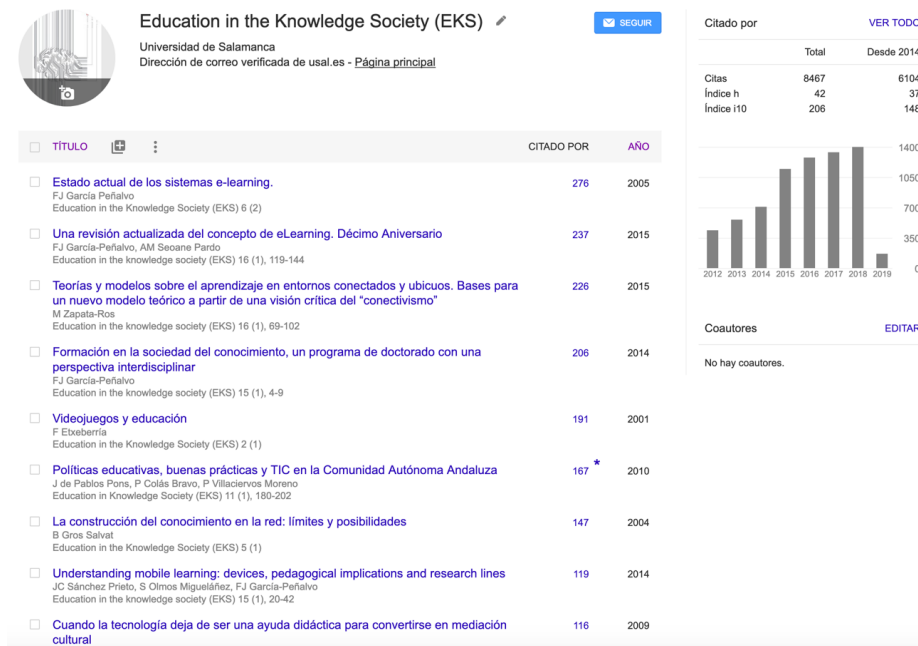 Education in the Knowledge Society (EKS)
SEGUIR
Universidad de Salamanca
Dirección de correo verificada de usal.es - Página principal
TÍTULO
CITADO POR
AÑO
Estado actual de los sistemas e-learning.
276
2005
FJ García Peñalvo
Education in the Knowledge Society (EKS) 6 (2)
Una revisión actualizada del concepto de eLearning. Décimo Aniversario
237
2015
FJ García-Peñalvo, AM Seoane Pardo
Education in the knowledge society (EKS) 16 (1), 119-144
Teorías y modelos sobre el aprendizaje en entornos conectados y ubicuos. Bases para
226
2015
un nuevo modelo teórico a partir de una visión crítica del “conectivismo”
M Zapata-Ros
Education in the knowledge society (EKS) 16 (1), 69-102
Formación en la sociedad del conocimiento, un programa de doctorado con una
206
2014
perspectiva interdisciplinar
FJ García-Peñalvo
Education in the knowledge society (EKS) 15 (1), 4-9
Videojuegos y educación
191
2001
F Etxeberría
Education in the Knowledge Society (EKS) 2 (1)
Políticas educativas, buenas prácticas y TIC en la Comunidad Autónoma Andaluza
167 *
2010
J de Pablos Pons, P Colás Bravo, P Villaciervos Moreno
Education in Knowledge Society (EKS) 11 (1), 180-202
La construcción del conocimiento en la red: límites y posibilidades
147
2004
B Gros Salvat
Education in the Knowledge Society (EKS) 5 (1)
Understanding mobile learning: devices, pedagogical implications and research lines
119
2014
JC Sánchez Prieto, S Olmos Migueláñez, FJ García-Peñalvo
Education in the knowledge society (EKS) 15 (1), 20-42
Cuando la tecnología deja de ser una ayuda didáctica para convertirse en mediación
116
2009
cultural
Citado por
VER TODO
Total
Desde 2014
Citas
8467
6104
Índice h
42
37
Índice i10
206
148
1400
1050
700
350
0
2012 2013 2014 2015 2016 2017 2018 2019
Coautores
EDITAR
No hay coautores.